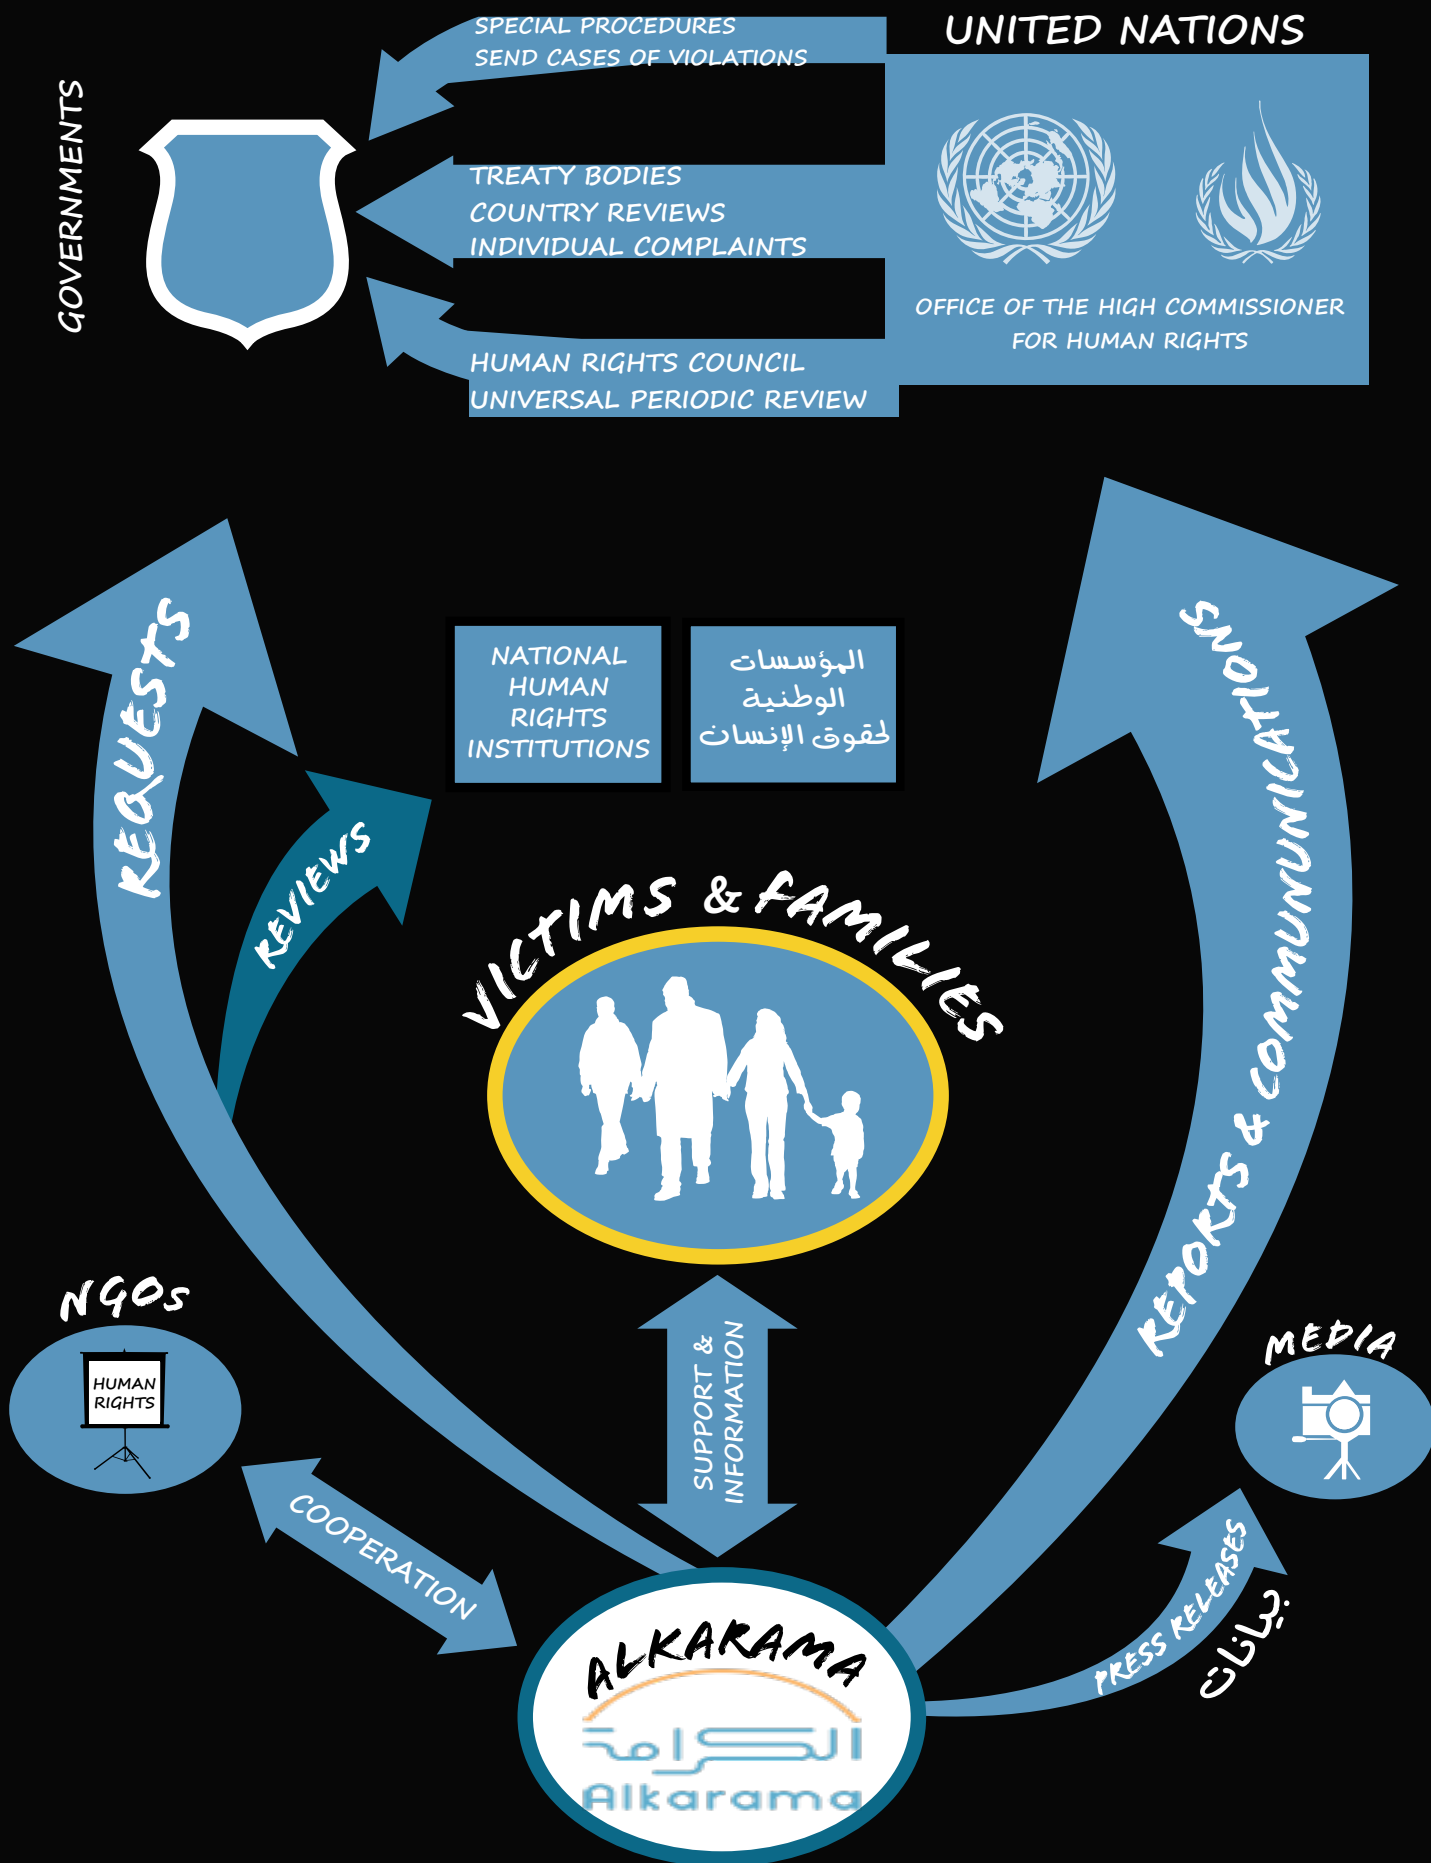 SPECIAL PROCEDURES
SEND CASES OF VIOLATIONS
UNITED NATIONS
GOVERNMENTS
TREATY BODIES
COUNTRY REVIEWS
INDIVIDUAL COMPLAINTS
OFFICE OF THE HIGH COMMISSIONER
FOR HUMAN RIGHTS
HUMAN RIGHTS COUNCIL
UNIVERSAL PERIODIC REVIEW
REQUESTS
NATIONAL
HUMAN
RIGHTS
INSTITUTIONS
المؤسسات
الوطنية
لحقوق الإنسان
REPORTS & COMMUNUNICATIONS
REVIEWS
VICTIMS & FAMILIES
NGOs
HUMAN
RIGHTS
SUPPORT &
INFORMATION
MEDIA
COOPERATION
PRESS RELEASES
بيانات
ALKARAMA
الكرامة
Alkarama